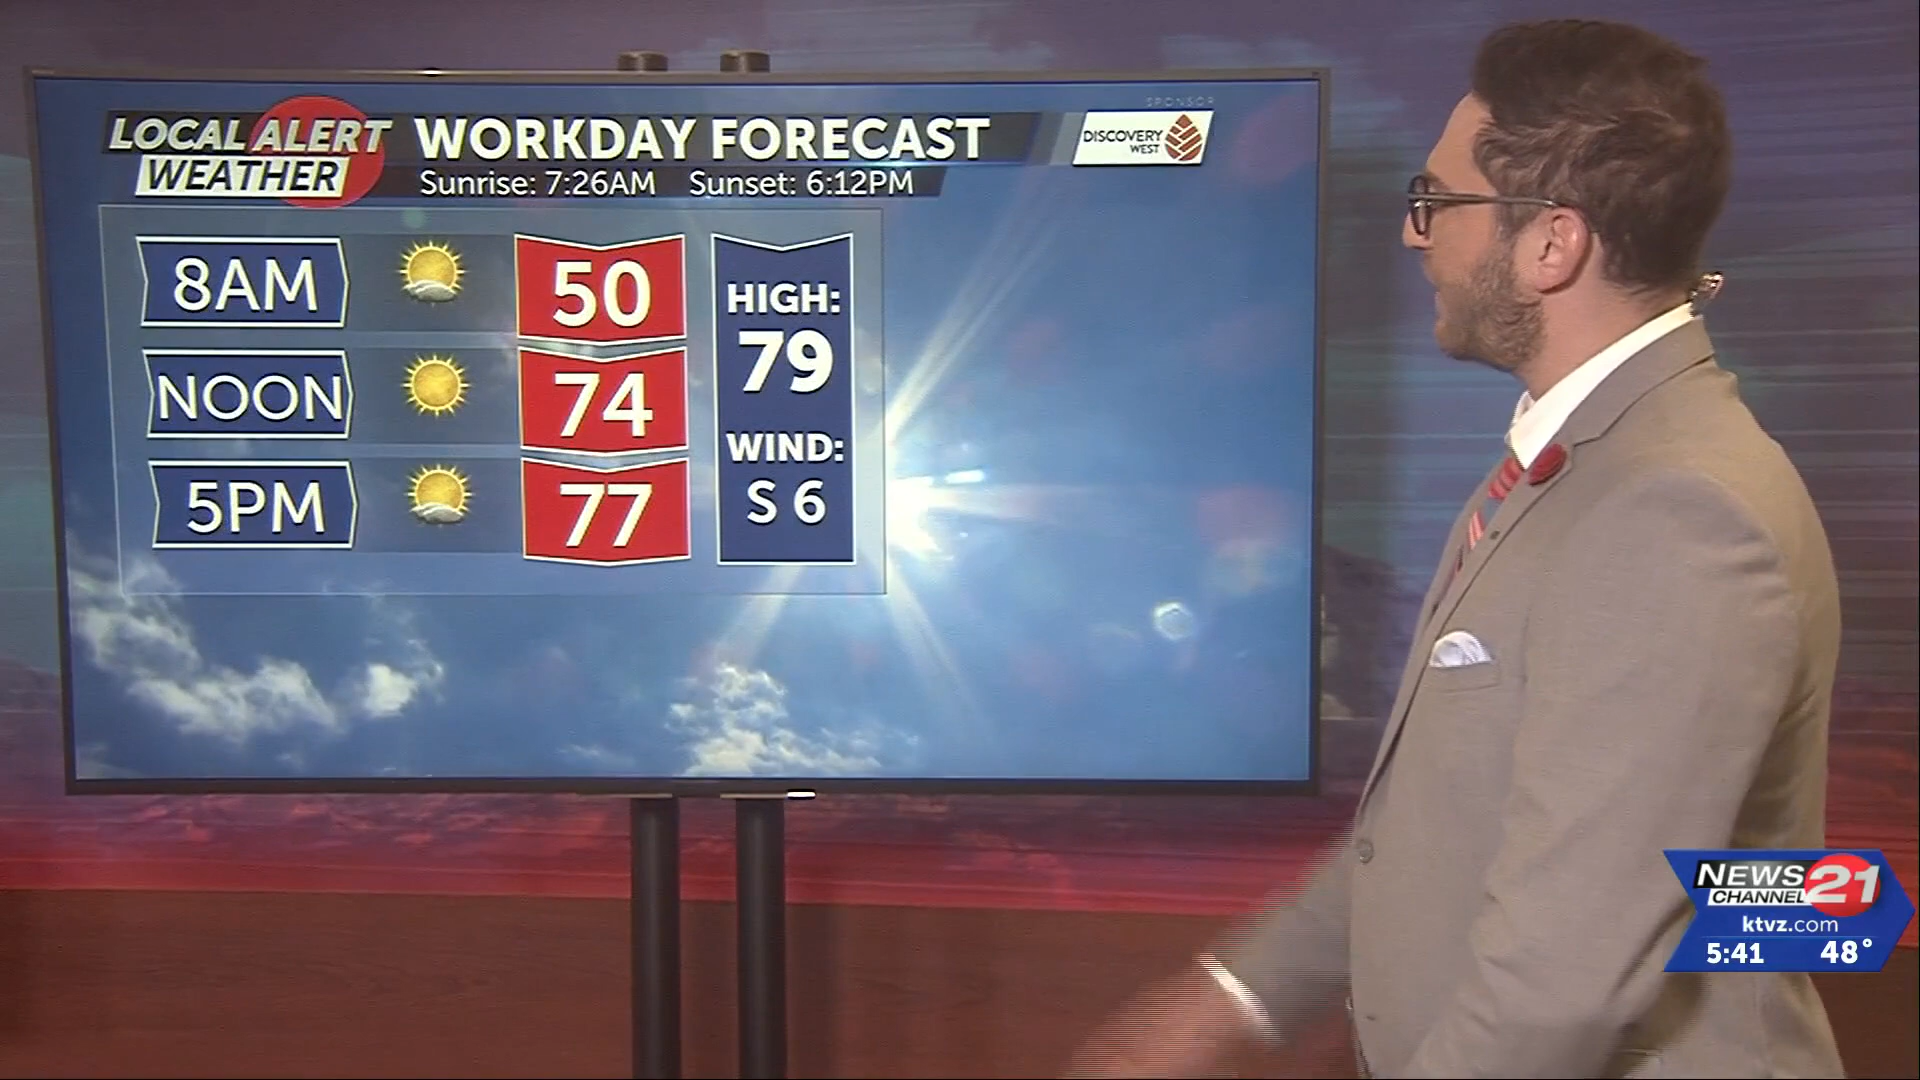 SPONSOR
LOCAL ALERT
WEATHER
WORKDAY FORECAST
Sunrise: 7:26AM Sunset: 6:12PM
DISCOVERY
WEST
8AM
50
NOON
74
5PM
77
HIGH:
79
WIND:
S 6
NEWS
CHANNEL
21
ktvz.com
5:41 48°